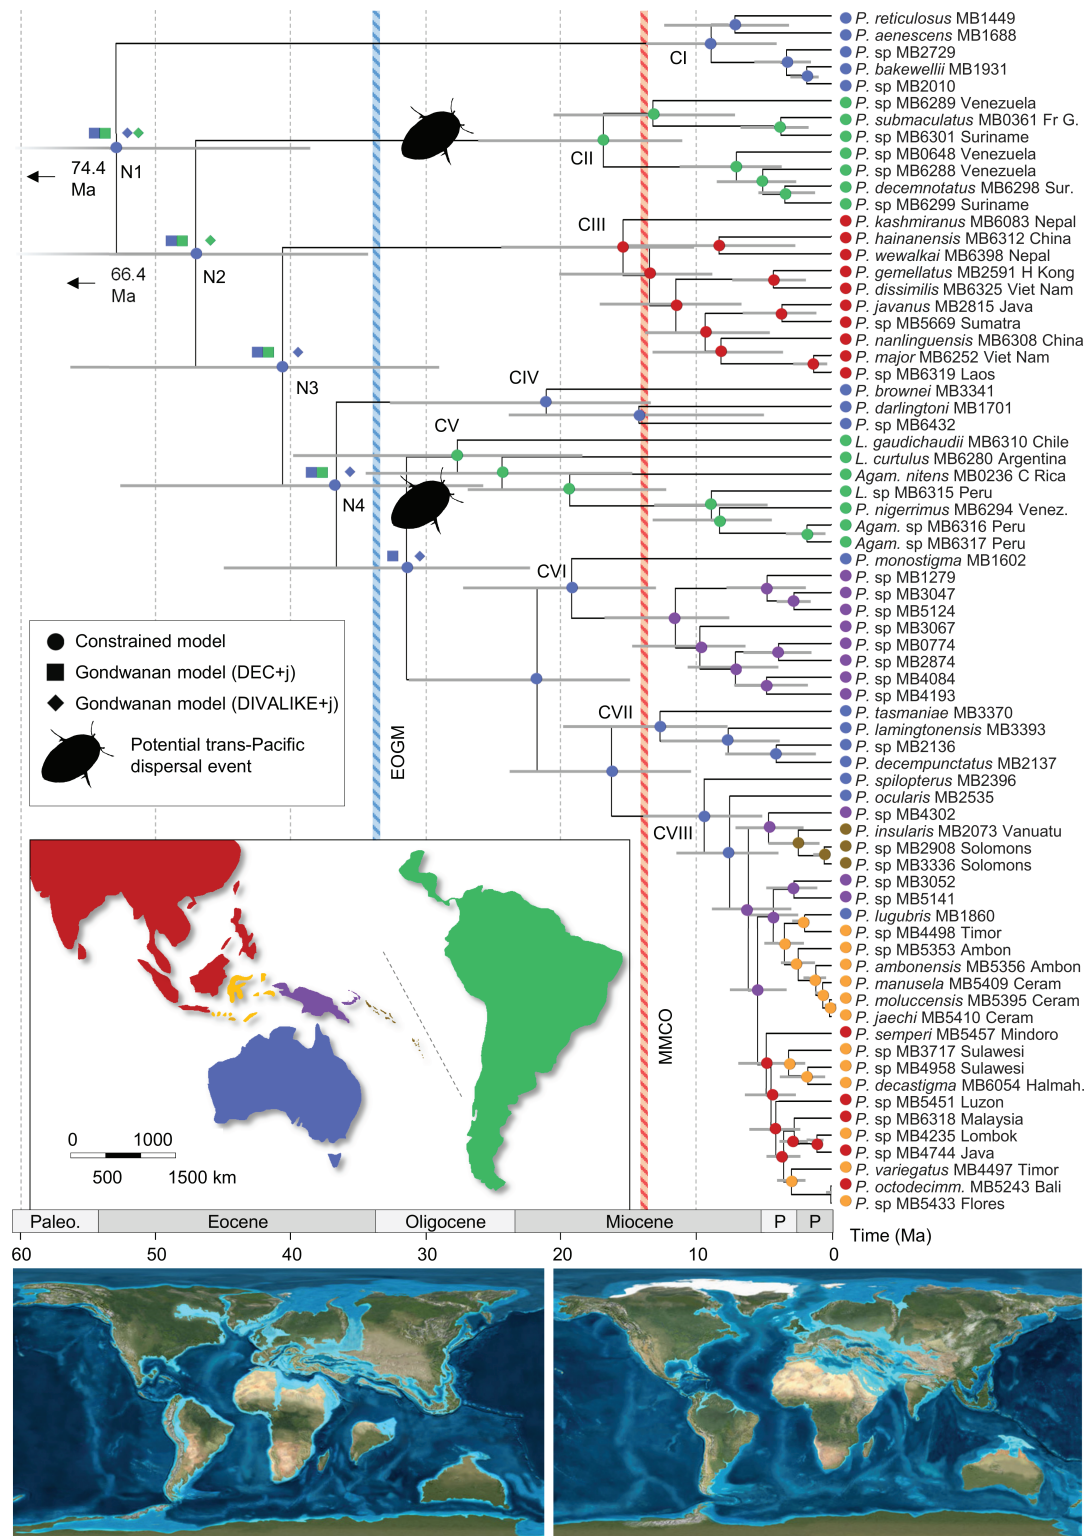 P. reticulosus MB1449
P. aenescens MB1688
P. sp MB2729
CI
P. bakewellii MB1931
P. sp MB2010
P. sp MB6289 Venezuela
P. submaculatus MB0361 Fr G.
P. sp MB6301 Suriname
P. sp MB0648 Venezuela
CII
P. sp MB6288 Venezuela
74.4
Ma
N1
P. decemnotatus MB6298 Sur.
P. sp MB6299 Suriname
P. kashmiranus MB6083 Nepal
CIII
P. hainanensis MB6312 China
P. wewalkai MB6398 Nepal
66.4
Ma
N2
P. gemellatus MB2591 H Kong
P. dissimilis MB6325 Viet Nam
P. javanus MB2815 Java
P. sp MB5669 Sumatra
P. nanlinguensis MB6308 China
P. major MB6252 Viet Nam
P. sp MB6319 Laos
N3
CIV
P. brownei MB3341
P. darlingtoni MB1701
P. sp MB6432
CV
L. gaudichaudii MB6310 Chile
L. curtulus MB6280 Argentina
Agam. nitens MB0236 C Rica
L. sp MB6315 Peru
N4
P. nigerrimus MB6294 Venez.
Agam. sp MB6316 Peru
Agam. sp MB6317 Peru
P. monostigma MB1602
CVI
P. sp MB1279
P. sp MB3047
P. sp MB5124
P. sp MB3067
Constrained model
P. sp MB0774
P. sp MB2874
Gondwanan model (DEC+j)
P. sp MB4084
P. sp MB4193
Gondwanan model (DIVALIKE+j)
P. tasmaniae MB3370
CVII
P. lamingtonensis MB3393
Potential trans-Pacific
dispersal event
EOGM
P. sp MB2136
P. decempunctatus MB2137
P. spilopterus MB2396
P. ocularis MB2535
P. sp MB4302
CVIII
P. insularis MB2073 Vanuatu
P. sp MB2908 Solomons
P. sp MB3336 Solomons
P. sp MB3052
P. sp MB5141
P. lugubris MB1860
P. sp MB4498 Timor
P. sp MB5353 Ambon
P. ambonensis MB5356 Ambon
P. manusela MB5409 Ceram
P. moluccensis MB5395 Ceram
P. jaechi MB5410 Ceram
MMCO
P. semperi MB5457 Mindoro
P. sp MB3717 Sulawesi
P. sp MB4958 Sulawesi
P. decastigma MB6054 Halmah.
P. sp MB5451 Luzon
P. sp MB6318 Malaysia
0 1000
P. sp MB4235 Lombok
P. sp MB4744 Java
500 1500 km
P. variegatus MB4497 Timor
P. octodecimm. MB5243 Bali
P. sp MB5433 Flores
Paleo. Eocene Oligocene Miocene P P
Time (Ma)
60 50 40 30 20 10 0